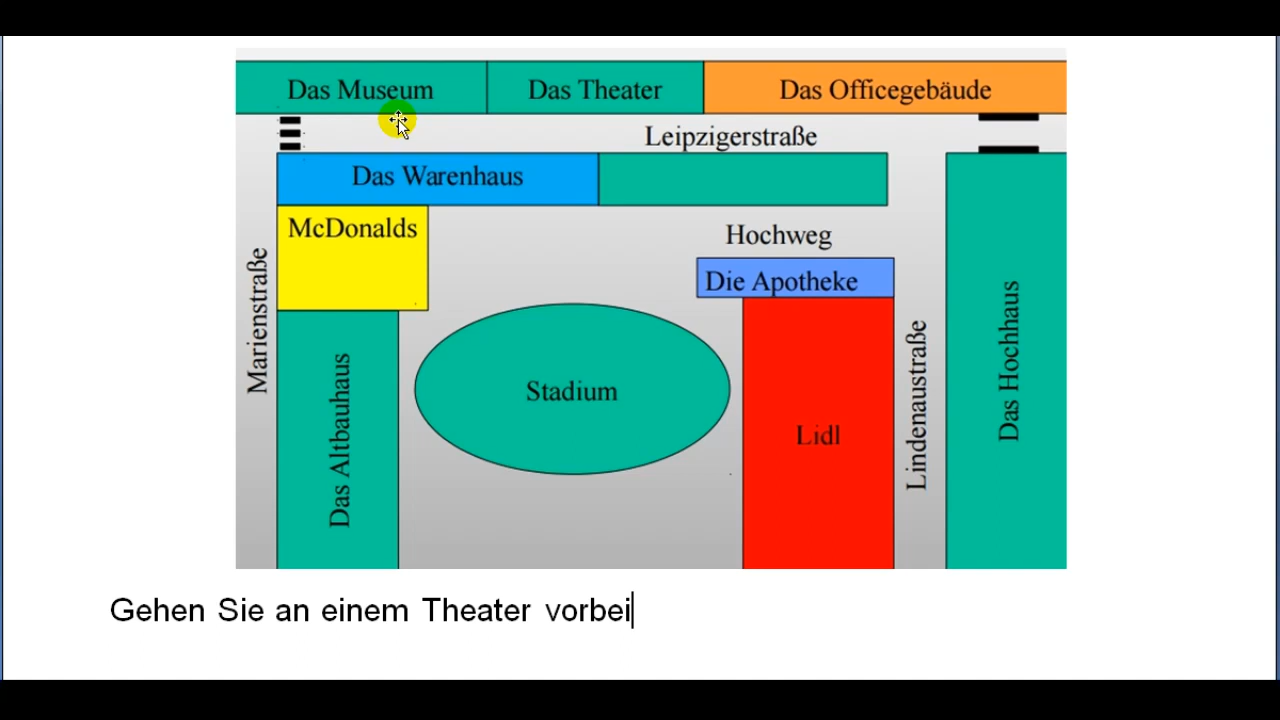 Das Museum
Das Theater
Das Officegebäude
Leipzigerstraße
Das Warenhaus
McDonalds
Hochweg
Die Apotheke
Marienstraße
Das Altbauhaus
Stadium
Lidl
Lindenaustraße
Das Hochhaus
Gehen Sie an einem Theater vorbei